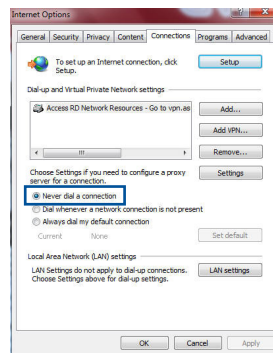 Internet Options
General Security Privacy Content Connections Programs Advanced
To set up an Internet connection, click Setup.
Setup
Dial-up and Virtual Private Network settings
Access RD Network Resources - Go to vpn.as
Add...
Add VPN...
Remove...
Choose Settings if you need to configure a proxy server for a connection.
Settings
Never dial a connection
Dial whenever a network connection is not present
Always dial my default connection
Current None
Set default
Local Area Network (LAN) settings
LAN Settings do not apply to dial-up connections. Choose Settings above for dial-up settings.
LAN settings
OK Cancel Apply